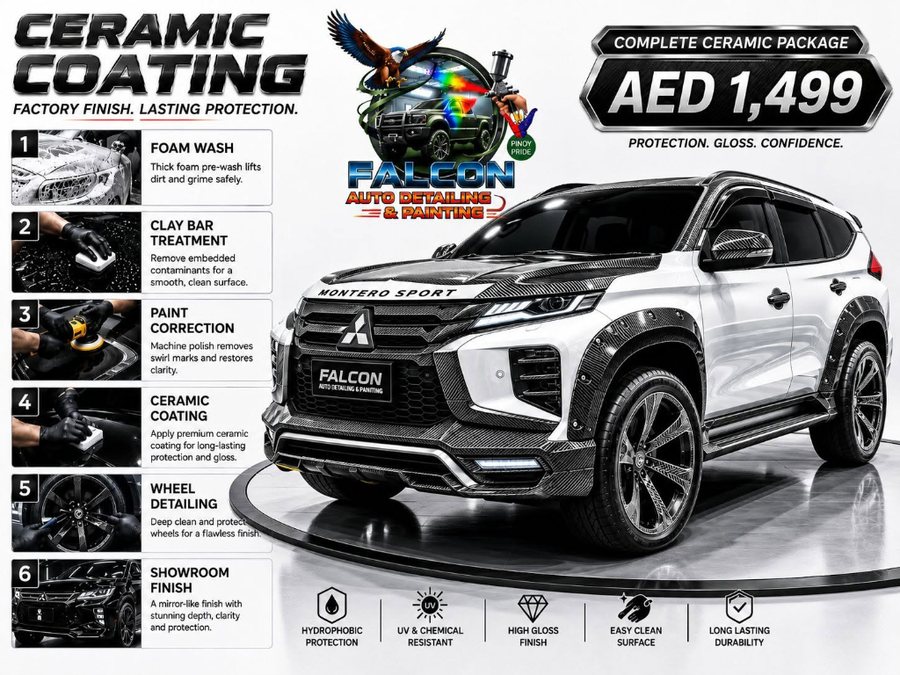 CERAMIC
COATING
FACTORY FINISH. LASTING PROTECTION.
1
FOAM WASH
Thick foam pre-wash lifts
dirt and grime safely.
2
CLAY BAR
TREATMENT
Remove embedded
contaminants for a
smooth, clean surface.
3
PAINT
CORRECTION
Machine polish removes
swirl marks and restores
clarity.
4
CERAMIC
COATING
Apply premium ceramic
coating for long-lasting
protection and gloss.
5
WHEEL
DETAILING
Deep clean and protect
wheels for a flawless finish.
6
SHOWROOM
FINISH
A mirror-like finish with
stunning depth, clarity
and protection.
PINOY
PRIDE
FALCON
AUTO DETAILING
& PAINTING
COMPLETE CERAMIC PACKAGE
AED 1,499
PROTECTION. GLOSS. CONFIDENCE.
MONTERO SPORT
FALCON
AUTO DETAILING & PAINTING
HYDROPHOBIC
PROTECTION
UV
UV & CHEMICAL
RESISTANT
HIGH GLOSS
FINISH
EASY CLEAN
SURFACE
LONG LASTING
DURABILITY